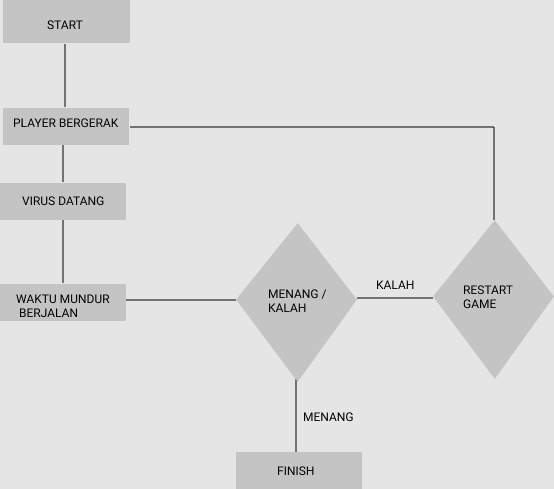 START
PLAYER BERGERAK
VIRUS DATANG
WAKTU MUNDUR
BERJALAN
MENANG /
KALAH
KALAH
RESTART
GAME
MENANG
FINISH